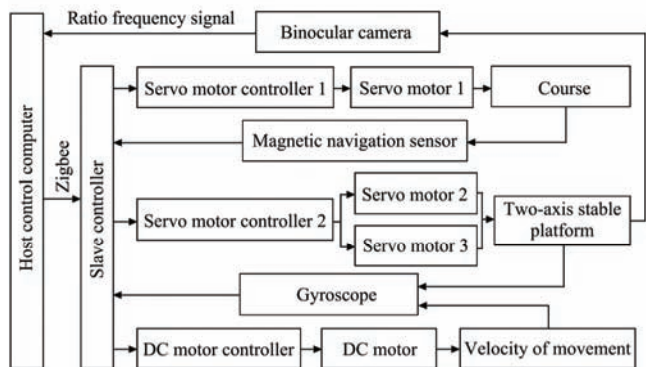 Ratio frequency signal
Binocular camera
Host control computer
Zigbee
Slave controller
Servo motor controller 1
Servo motor 1
Course
Magnetic navigation sensor
Servo motor controller 2
Servo motor 2
Servo motor 3
Two-axis stable
platform
Gyroscope
DC motor controller
DC motor
Velocity of movement